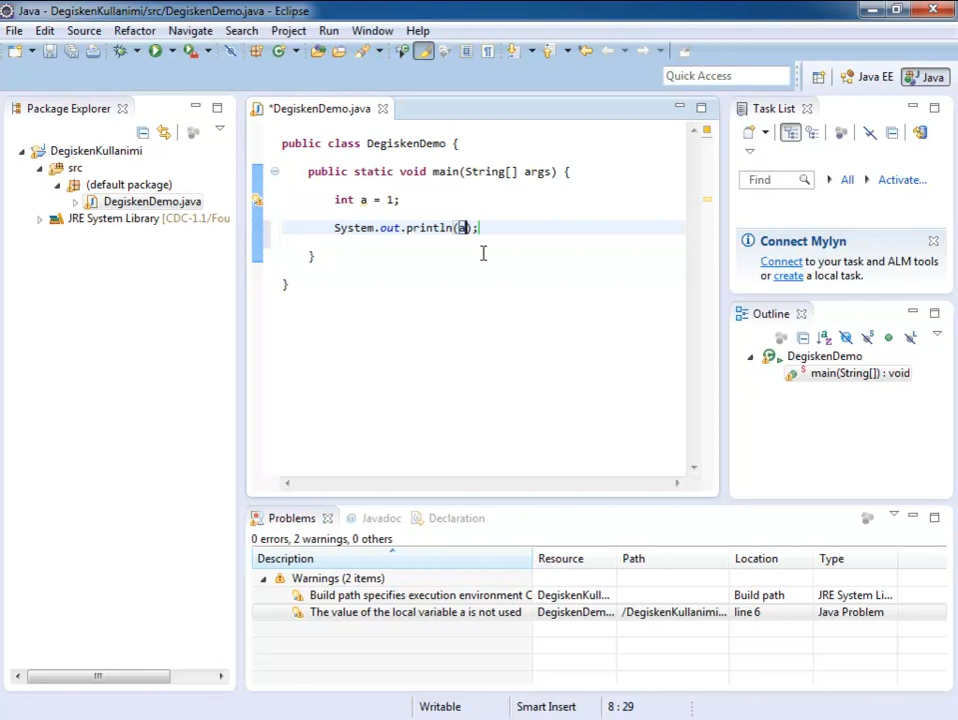 Java - DegiskenKullanimi/src/DegiskenDemo.java - Eclipse
File Edit Source Refactor Navigate Search Project Run Window Help
Quick Access
Java EE
Java
Package Explorer
DegiskenKullanimi
src
(default package)
DegiskenDemo.java
JRE System Library [CDC-1.1/Fou
*DegiskenDemo.java
public class DegiskenDemo {
public static void main(String[] args) {
int a = 1;
System.out.println(a);
}
}
Task List
Find
All
Activate...
Connect Mylyn
Connect to your task and ALM tools
or create a local task.
Outline
DegiskenDemo
main(String[]) : void
Problems
@ Javadoc
Declaration
0 errors, 2 warnings, 0 others
Description Resource Path Location Type
Warnings (2 items)
Build path specifies execution environment C DegiskenKull... Build path JRE System Li...
The value of the local variable a is not used DegiskenDem... /DegiskenKullanimi... line 6 Java Problem
Writable
Smart Insert
8 : 29